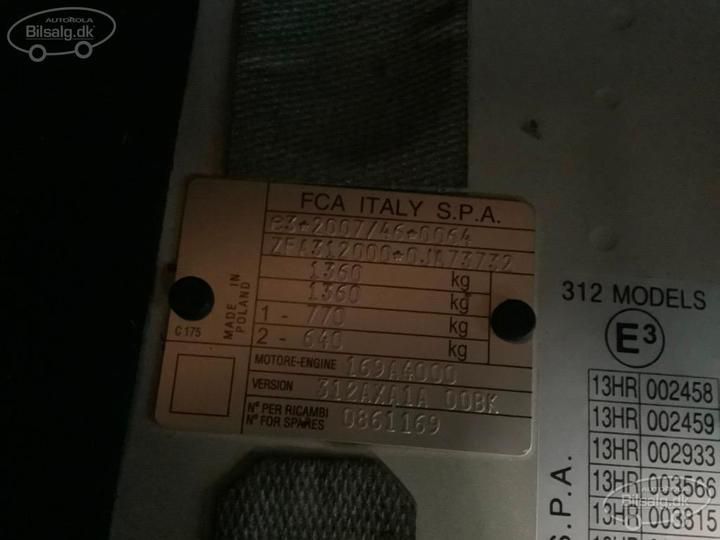 AUTOROLA
Bilsalg.dk
FCA ITALY S.P.A.
e3*2007/46*0064
ZFA312000*0JA73732
1360 kg
1360 kg
1 - 770 kg
2 - 640 kg
MADE IN
POLAND
C 175
MOTORE-ENGINE 169A4000
VERSION 312AXA1A 00BK
N° PER RICAMBI
N° FOR SPARES 0861169
312 MODELS
E3
13HR 002458
13HR 002459
13HR 002933
13HR 003566
13HR 003815
S.P.A.
Bilsalg.dk